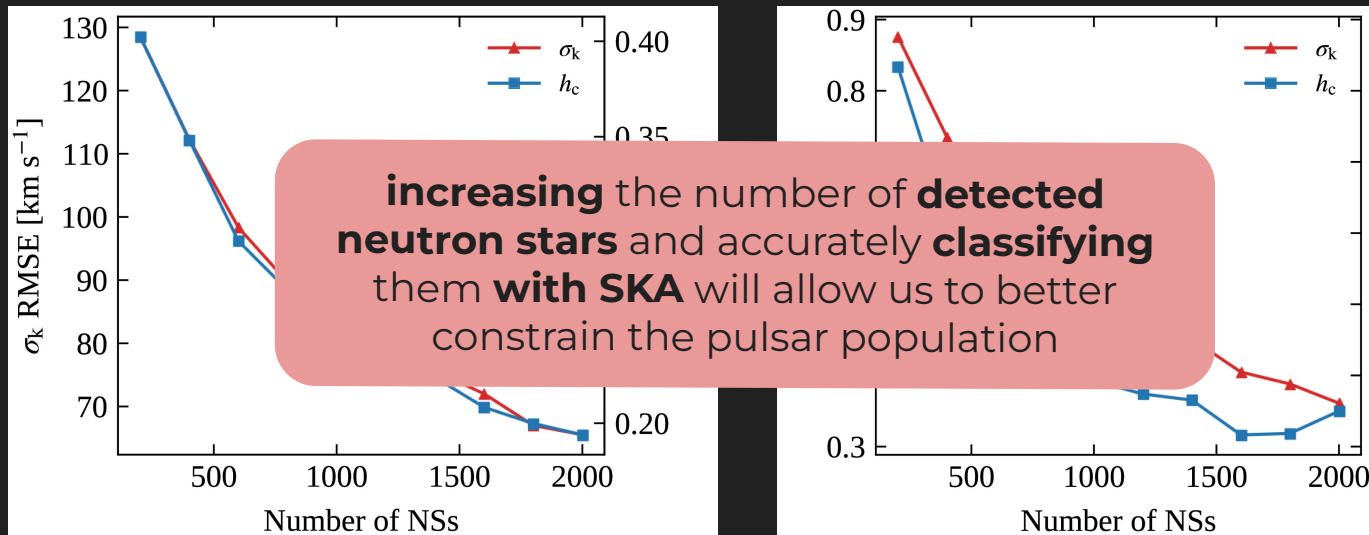 130
120
110
100
90
80
70
σk RMSE [km s−1]
σk
hc
0.40
0.35
0.20
500
1000
1500
2000
Number of NSs
increasing the number of detected
neutron stars and accurately classifying
them with SKA will allow us to better
constrain the pulsar population
0.9
0.8
0.3
σk
hc
500
1000
1500
2000
Number of NSs